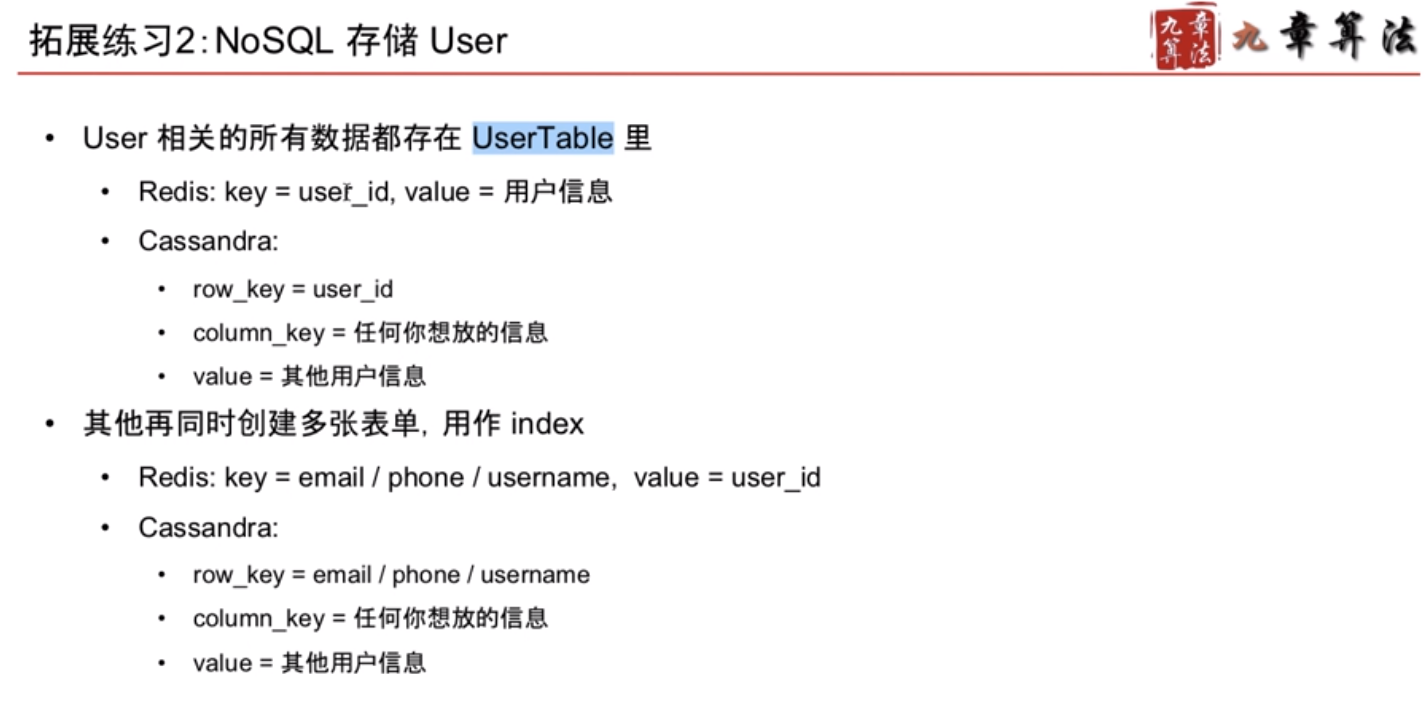 拓展练习2：NoSQL 存储 User
九章算法
九章算法
• User 相关的所有数据都存在 UserTable 里
• Redis: key = user_id, value = 用户信息
• Cassandra:
• row_key = user_id
• column_key = 任何你想放的信息
• value = 其他用户信息
• 其他再同时创建多张表单，用作 index
• Redis: key = email / phone / username, value = user_id
• Cassandra:
• row_key = email / phone / username
• column_key = 任何你想放的信息
• value = 其他用户信息